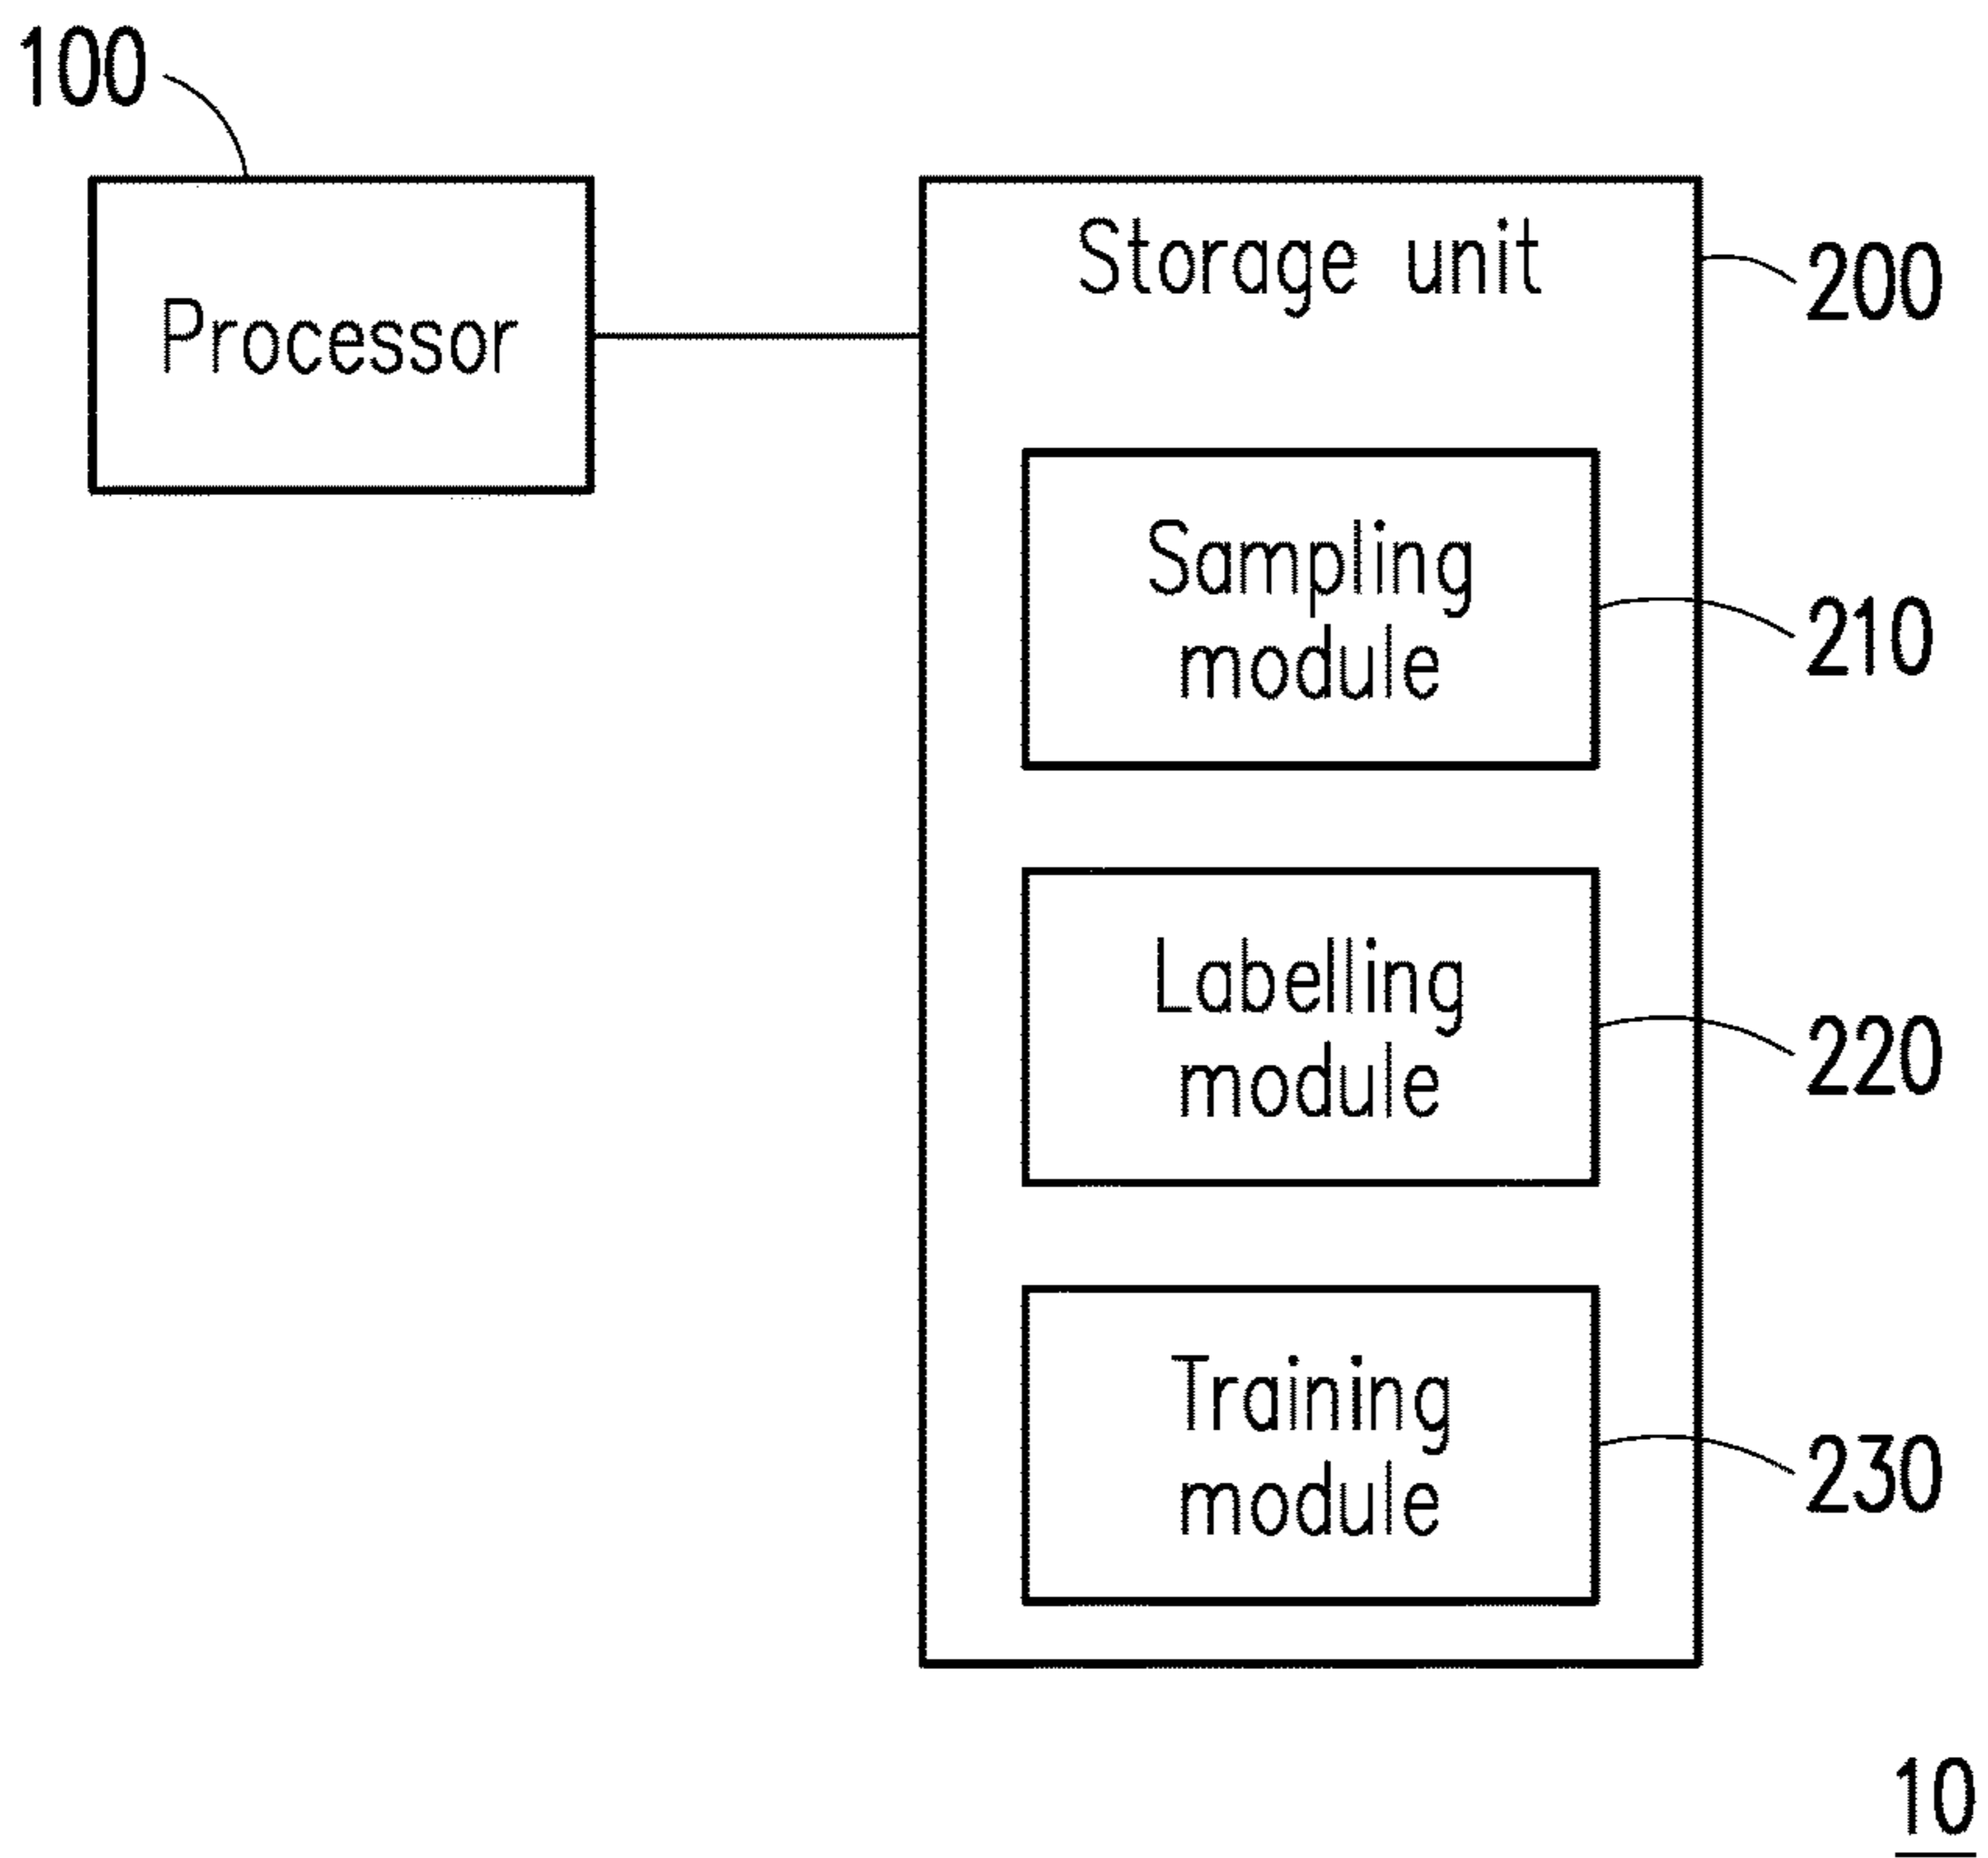 100
Processor
Storage unit
200
Sampling
module
210
Labelling
module
220
Training
module
230
10